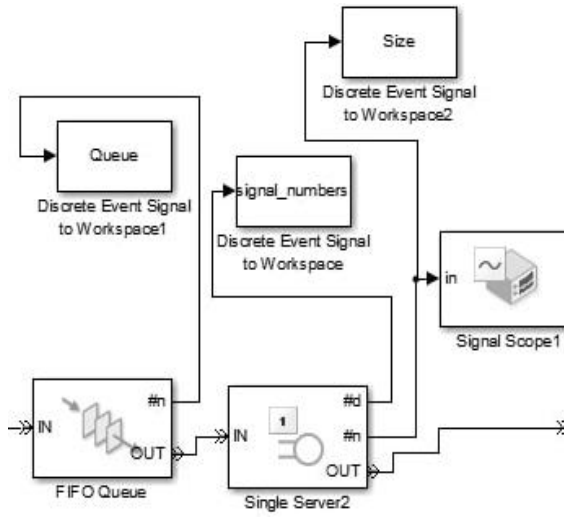 Size
Discrete Event Signal
to Workspace2
Queue
Discrete Event Signal
to Workspace1
signal_numbers
Discrete Event Signal
to Workspace
in
Signal Scope1
#n
IN
OUT
FIFO Queue
#d
IN
1
#n
OUT
Single Server2